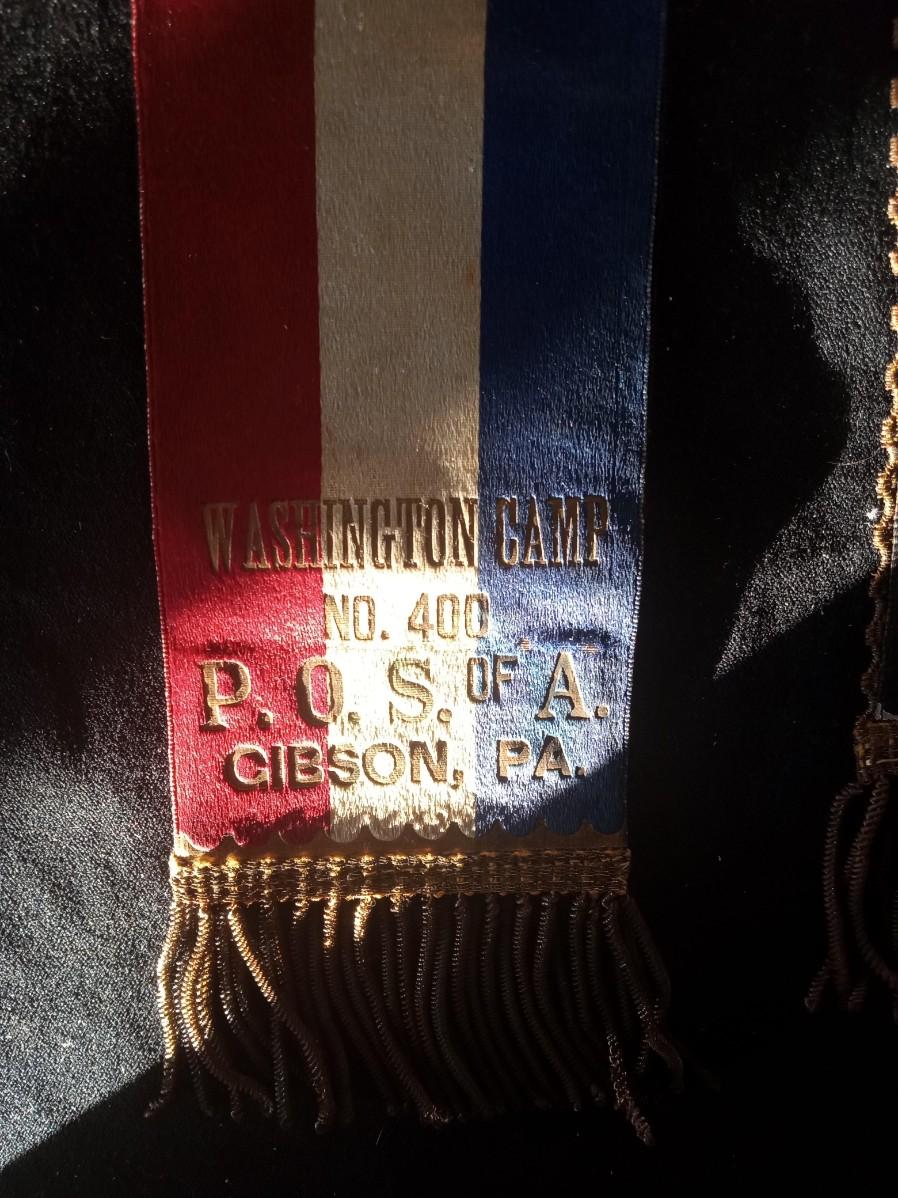 WASHINGTON CAMP
NO. 400
P. O. S. OF A.
GIBSON, PA.